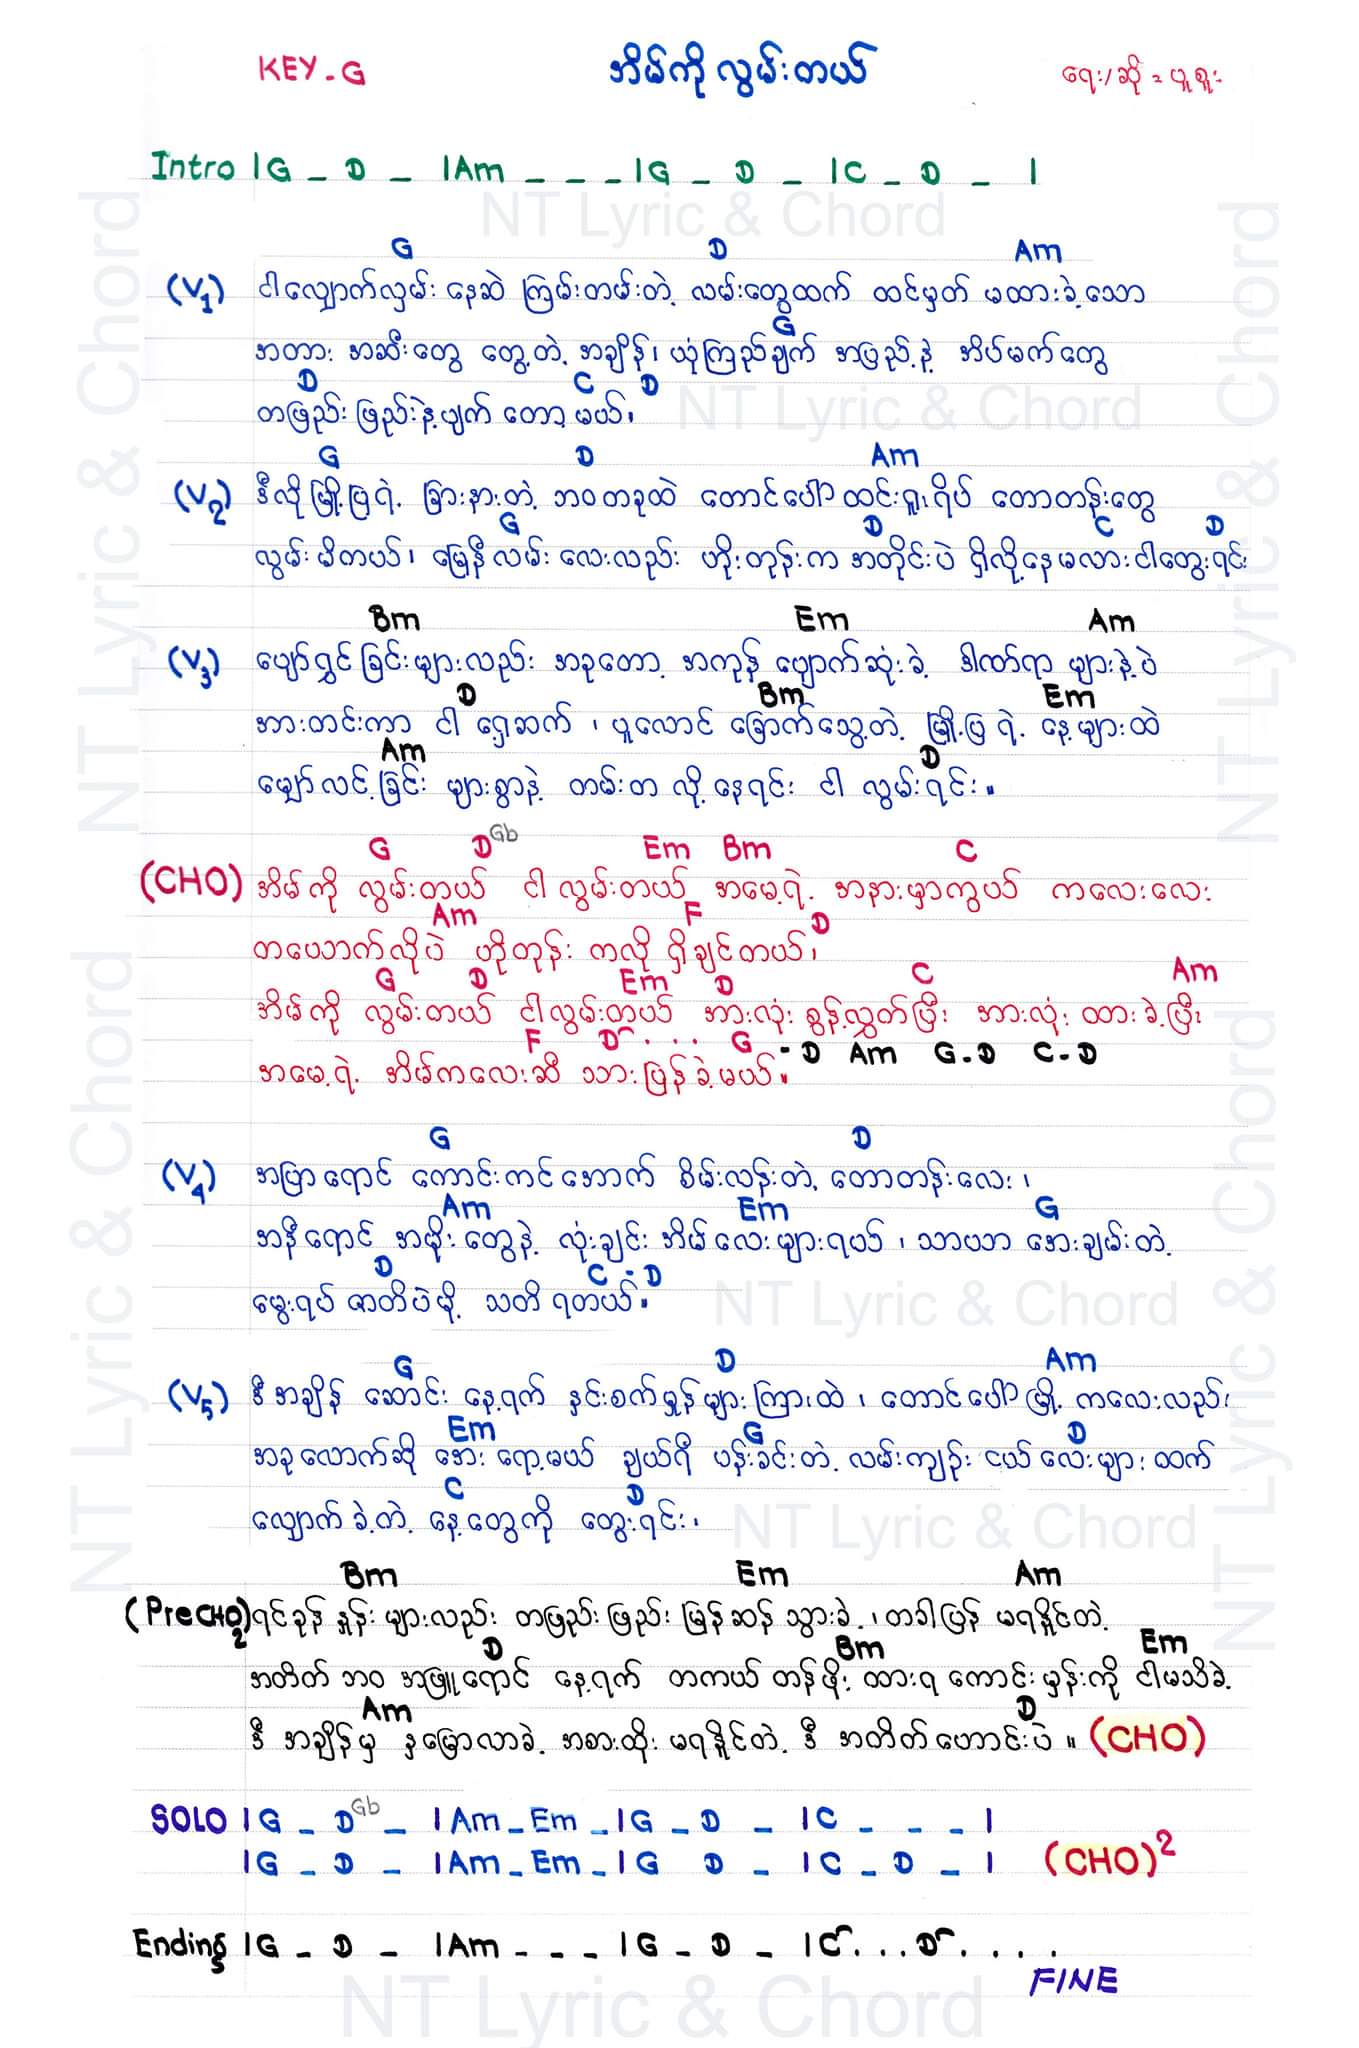 KEY - G
အိမ်ကိုလွမ်းတယ်
ရေး/ဆို = ပူစူး
Intro |G _ D _ |Am _ _ _ |G _ D _ |C _ D _ |
G D Am
(V1) ငါလျှောက်လှမ်း နေဆဲ ကြမ်းတမ်းတဲ့ လမ်းတွေထက် ထင်မှတ် မထားခဲ့သော
G
အတား အဆီးတွေ တွေ့တဲ့ အချိန်၊ ယုံကြည်ချက် အပြည့်နဲ့ အိပ်မက်တွေ
D C D
တဖြည်းဖြည်းနဲ့ပျက် တော့မယ်၊
G D Am
(V2) ဒီလိုမြို့ပြရဲ့ ခြားနားတဲ့ ဘဝတခုထဲ တောင်ပေါ်ထင်းရှူးရိပ် တောတန်းတွေ
G D C D
လွမ်းမိတယ်၊ မြေနီလမ်းလေးလည်း ဟိုးတုန်းက အတိုင်းပဲ ရှိလို့နေမလားငါတွေးရင်း
Bm Em Am
(V3) ပျော်ရွှင်ခြင်းများလည်း အခုတော့ အကုန် ပျောက်ဆုံးခဲ့ ဒါဏ်ရာများနဲ့ပဲ
D Bm Em
အားတင်းကာ ငါ ရှေ့ဆက်၊ ပူလောင် ခြောက်သွေ့တဲ့ မြို့ပြရဲ့ နေ့များထဲ
Am D
မျှော်လင့်ခြင်း များစွာနဲ့ တမ်းတ လို့နေရင်း ငါ လွမ်းရင်း။
G D Gb Em Bm C
(CHO) အိမ်ကို လွမ်းတယ် ငါလွမ်းတယ် အမေ့ရဲ့ အနားမှာကွယ် ကလေးလေး
Am F D
တယောက်လိုပဲ ဟိုတုန်း ကလို ရှိချင်တယ်၊
G D Em D C Am
အိမ်ကို လွမ်းတယ် ငါလွမ်းတယ် အားလုံး စွန့်လွှတ်ပြီး အားလုံး ထားခဲ့ပြီး
F D . . . G - D Am G-D C-D
အမေ့ရဲ့ အိမ်ကလေးဆီ သားပြန်ခဲ့မယ်။
G D
(V4) အပြာရောင် ကောင်းကင်အောက် စိမ်းလန်းတဲ့ တောတန်းလေး၊
Am Em G
အနီရောင် အမိုးတွေနဲ့ လုံးချင်းအိမ်လေးများရယ်၊ သာယာ အေးချမ်းတဲ့
D C - D
မွေးရပ် ဇာတိပဲမို့ သတိရတယ်။
G D Am
(V5) ဒီအချိန် ဆောင်းနေ့ရက် နှင်းစက်မှုန်များကြားထဲ၊ တောင်ပေါ်မြို့ကလေးလည်း
Em G D
အခုလောက်ဆို အေးရော့မယ် ချယ်ရီ ပန်းခင်းတဲ့ လမ်းကျဉ်းငယ်လေးများ ထက်
C D
လျှောက်ခဲ့တဲ့ နေ့တွေကို တွေးရင်း၊
Bm Em Am
(PreCHO2) ရင်ခုန်နှုန်းများလည်း တဖြည်းဖြည်း မြန်ဆန်သွားခဲ့၊တခါပြန် မရနိုင်တဲ့
D Bm Em
အတိတ်ဘဝ အဖြူရောင် နေ့ရက် တကယ်တန်ဖိုးထားရကောင်းမှန်းကို ငါမသိခဲ့
Am D
ဒီ အချိန်မှ နှမြောလာခဲ့ အစားထိုး မရနိုင်တဲ့ ဒီ အတိတ်ဟောင်းပဲ ။ (CHO)
SOLO |G _ D Gb _ |Am _ Em _ |G _ D _ |C _ _ _ |
|G _ D _ |Am _ Em _ |G D _ |C _ D _ | (CHO)2
Ending |G _ D _ |Am - - _ |G _ D _ |C . . . D . . . .
FINE
NT Lyric & Chord